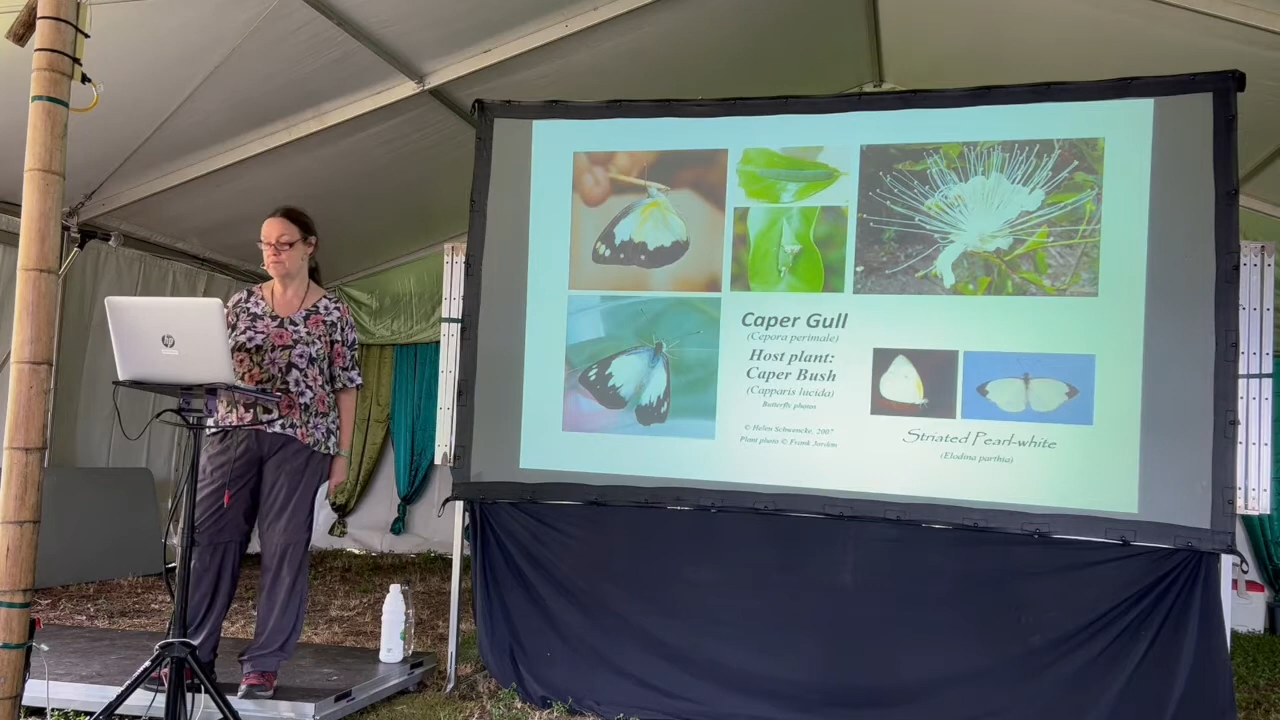 hp
Caper Gull
(Cepora perimale)
Host plant:
Caper Bush
(Capparis lucida)
Butterfly photos
© Helen Schwencke, 2007
Plant photo © Frank Jordan
Striated Pearl-white
(Elodina parthia)